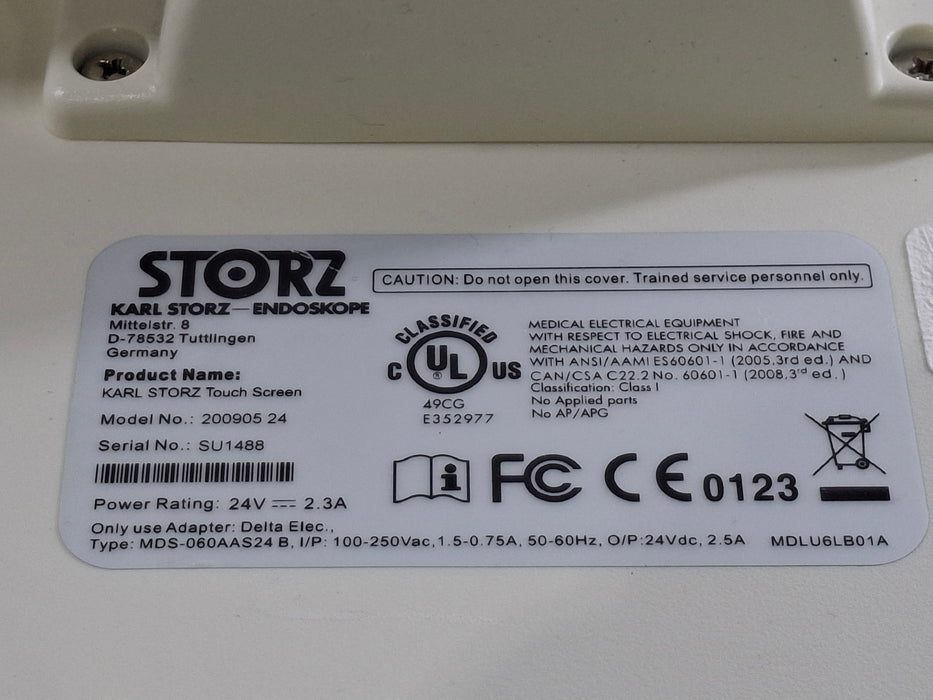 STORZ
KARL STORZ—ENDOSKOPE
Mittelstr. 8
D-78532 Tuttlingen
Germany
Product Name:
KARL STORZ Touch Screen
Model No.: 200905 24
Serial No.: SU1488
Power Rating: 24V ⎓ 2.3A
Only use Adapter: Delta Elec.,
Type: MDS-060AAS24 B, I/P: 100-250Vac,1.5-0.75A, 50-60Hz, O/P:24Vdc, 2.5A
CAUTION: Do not open this cover. Trained service personnel only.
CLASSIFIED
C UL ® US
49CG
E352977
MEDICAL ELECTRICAL EQUIPMENT
WITH RESPECT TO ELECTRICAL SHOCK, FIRE AND
MECHANICAL HAZARDS ONLY IN ACCORDANCE
WITH ANSI/AAMI ES60601-1 (2005.3rd ed.) AND
CAN/CSA C22.2 No. 60601-1 (2008,3rd ed.)
Classification: Class I
No Applied parts
No AP/APG
i FC CE 0123
MDLU6LB01A